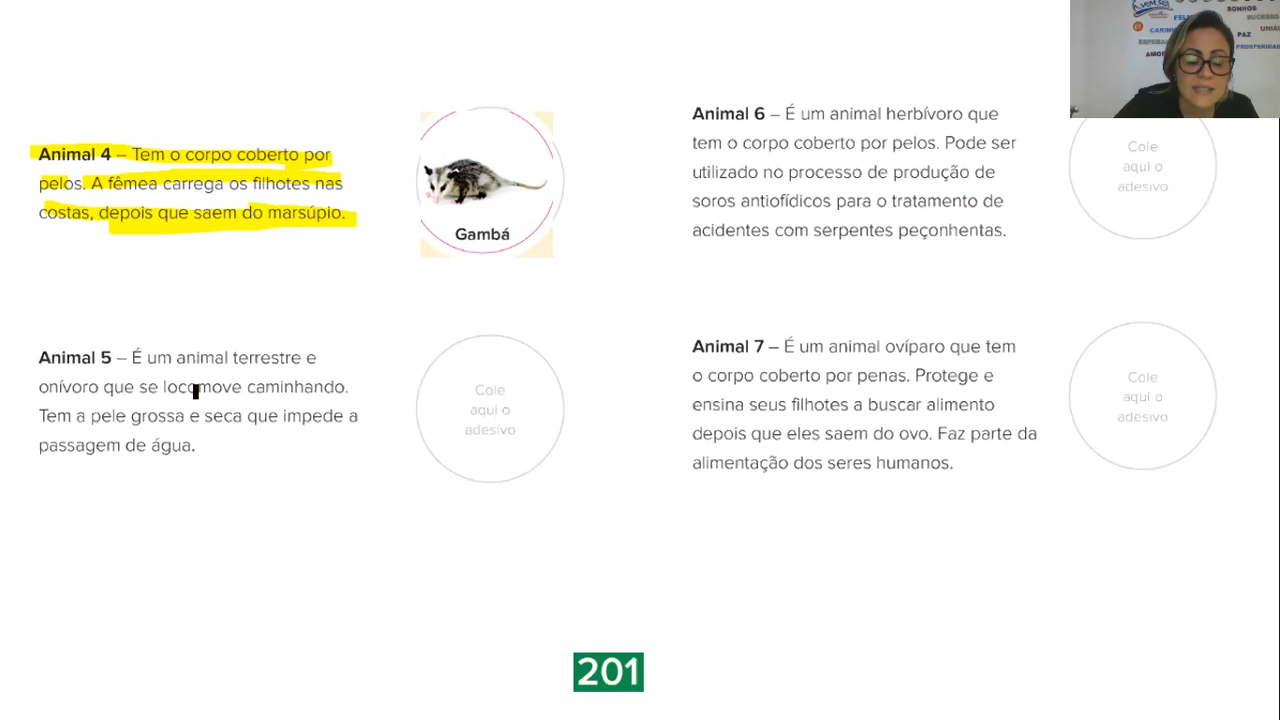 Animal 4 – Tem o corpo coberto por
pelos. A fêmea carrega os filhotes nas
costas, depois que saem do marsúpio.
Gambá
Animal 5 – É um animal terrestre e
onívoro que se locomove caminhando.
Tem a pele grossa e seca que impede a
passagem de água.
Cole
aqui o
adesivo
Animal 6 – É um animal herbívoro que
tem o corpo coberto por pelos. Pode ser
utilizado no processo de produção de
soros antiofídicos para o tratamento de
acidentes com serpentes peçonhentas.
Cole
aqui o
adesivo
Animal 7 – É um animal ovíparo que tem
o corpo coberto por penas. Protege e
ensina seus filhotes a buscar alimento
depois que eles saem do ovo. Faz parte da
alimentação dos seres humanos.
Cole
aqui o
adesivo
201
SONHOS
SUCESSO
PAZ